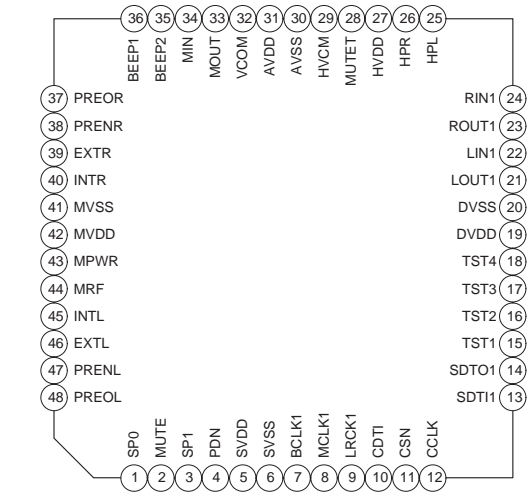 36 35 34 33 32 31 30 29 28 27 26 25
BEEP1
BEEP2
MIN
MOUT
VCOM
AVDD
AVSS
HVCM
MUTET
HVDD
HPR
HPL
37 PREOR
38 PRENR
39 EXTR
40 INTR
41 MVSS
42 MVDD
43 MPWR
44 MRF
45 INTL
46 EXTL
47 PRENL
48 PREOL
RIN1 24
ROUT1 23
LIN1 22
LOUT1 21
DVSS 20
DVDD 19
TST4 18
TST3 17
TST2 16
TST1 15
SDTO1 14
SDTI1 13
SP0
MUTE
SP1
PDN
SVDD
SVSS
BCLK1
MCLK1
LRCK1
CDTI
CSN
CCLK
1 2 3 4 5 6 7 8 9 10 11 12